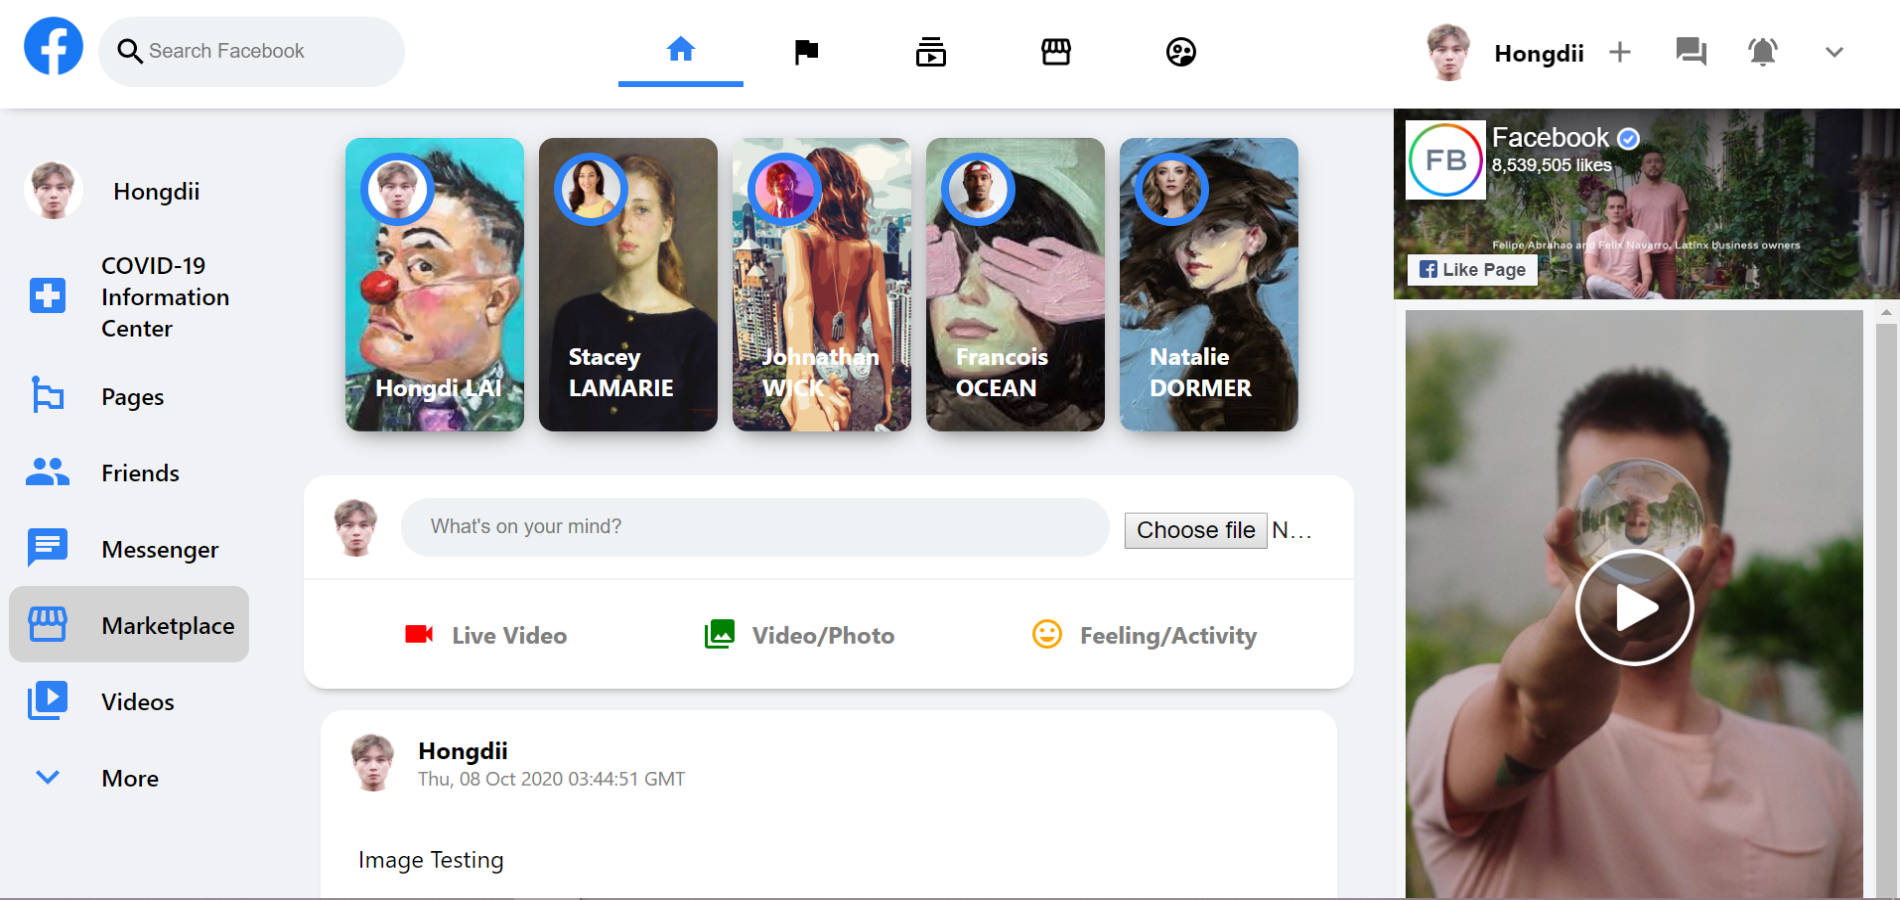 Search Facebook
Hongdii
Hongdii
COVID-19
Information
Center
Pages
Friends
Messenger
Marketplace
Videos
More
Hongdi LAI
Stacey
LAMARIE
Johnathan
WICK
Francois
OCEAN
Natalie
DORMER
What's on your mind?
Choose file N...
Live Video
Video/Photo
Feeling/Activity
Hongdii
Thu, 08 Oct 2020 03:44:51 GMT
Image Testing
FB
Facebook
8,539,505 likes
Felipe Abrahao and Felix Navarro, Latinx business owners
Like Page